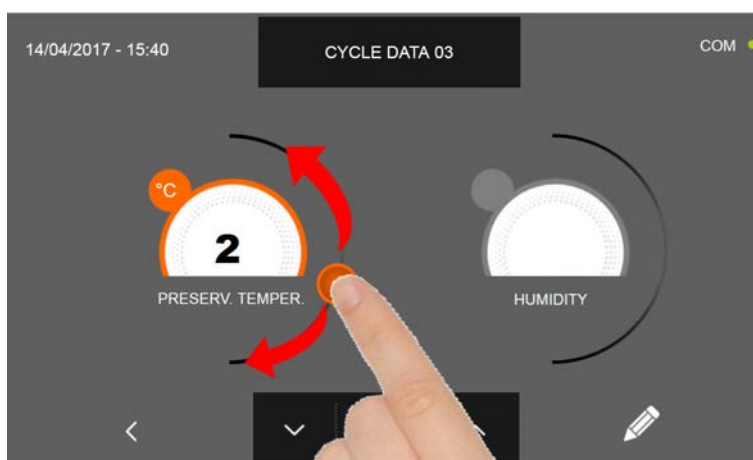 14/04/2017 - 15:40
CYCLE DATA 03
COM
°C
2
PRESERV. TEMPER.
HUMIDITY